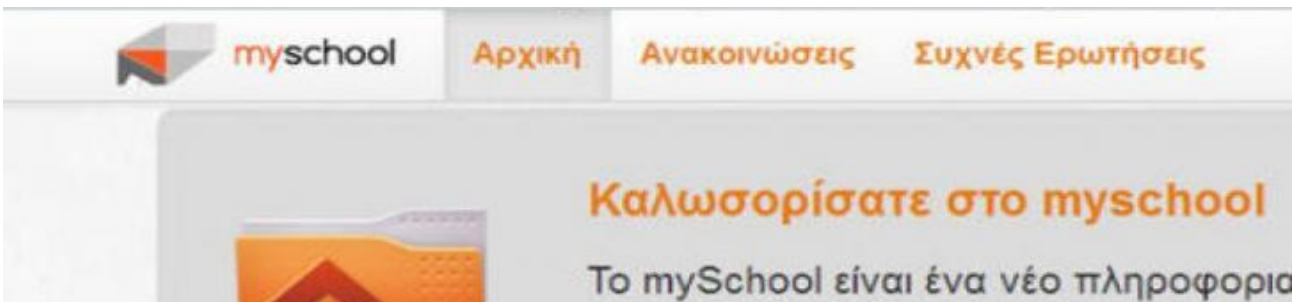 myschool Αρχική Ανακοινώσεις Συχνές Ερωτήσεις
Καλωσορίσατε στο myschool
Το mySchool είναι ένα νέο πληροφορια